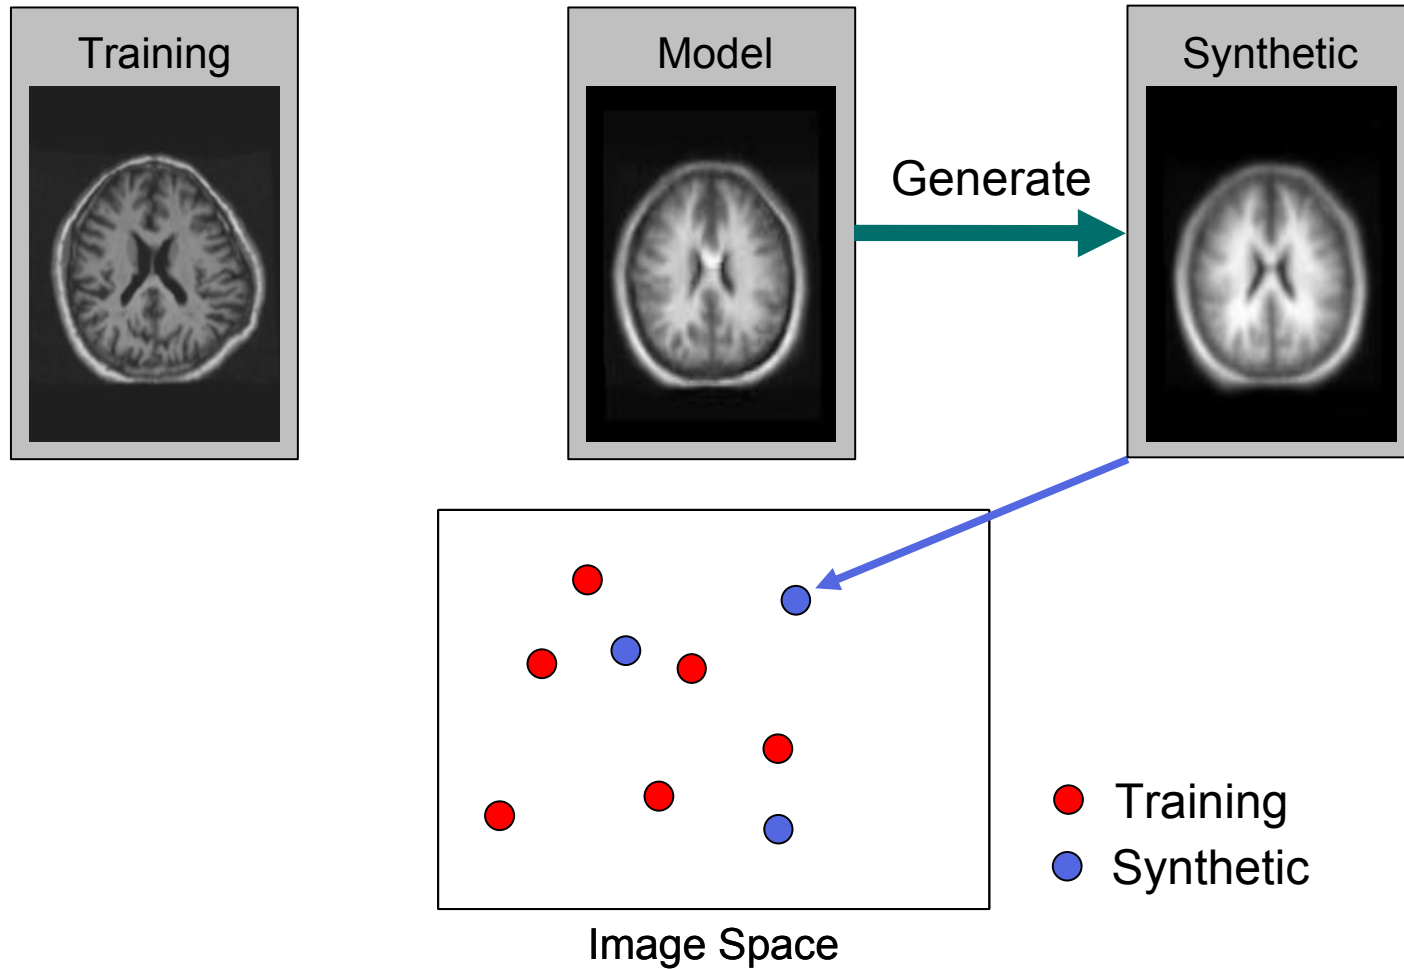 Training
Model
Synthetic
Generate
Training
Synthetic
Image Space